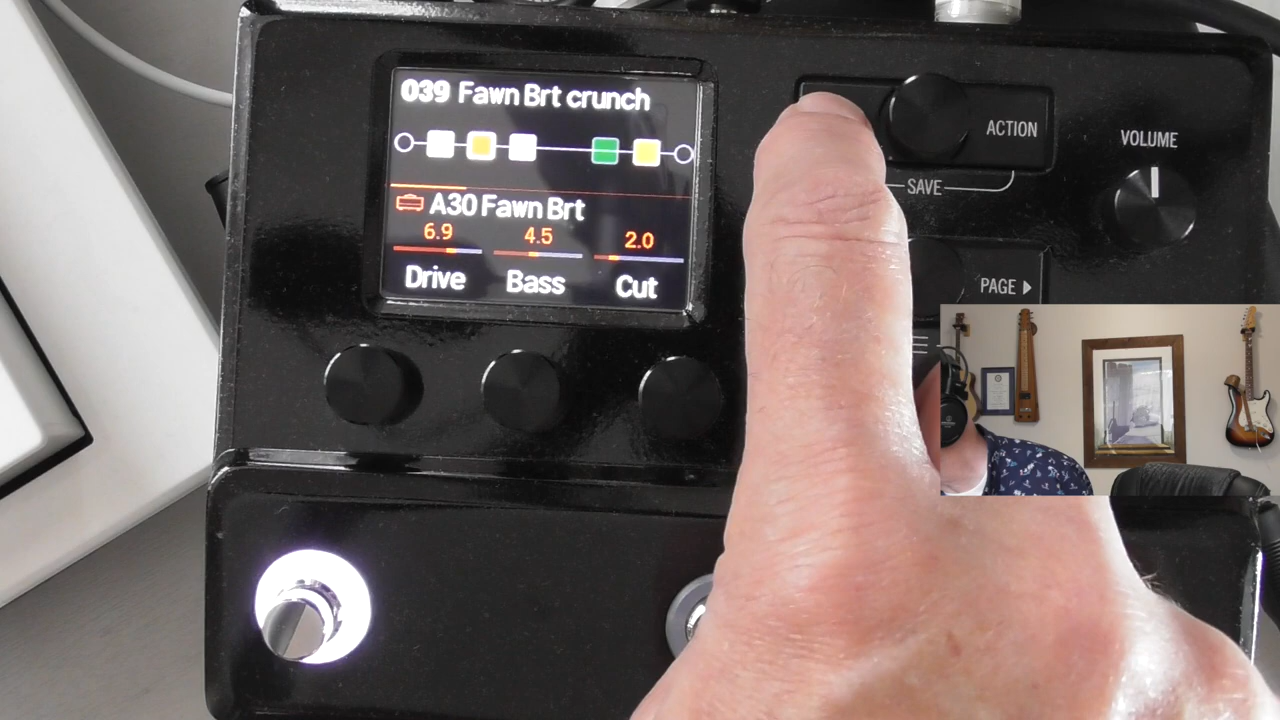 039 Fawn Brt crunch
A30 Fawn Brt
6.9 4.5 2.0
Drive Bass Cut
ACTION
SAVE
VOLUME
PAGE